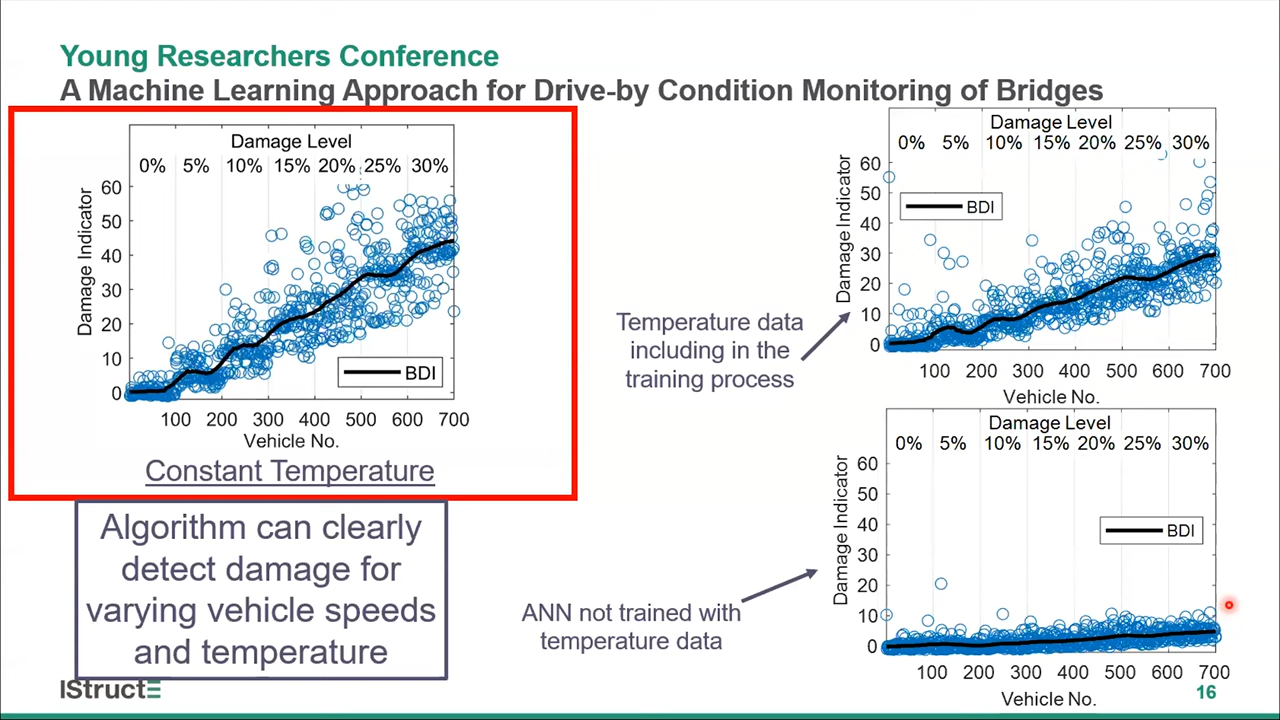 Young Researchers Conference
A Machine Learning Approach for Drive-by Condition Monitoring of Bridges
Damage Level
0% 5% 10% 15% 20% 25% 30%
60
50
40
30
20
10
0
Damage Indicator
BDI
100 200 300 400 500 600 700
Vehicle No.
Constant Temperature
Algorithm can clearly
detect damage for
varying vehicle speeds
and temperature
Temperature data
including in the
training process
Damage Level
0% 5% 10% 15% 20% 25% 30%
60
50
40
30
20
10
0
Damage Indicator
BDI
100 200 300 400 500 600 700
Vehicle No.
ANN not trained with
temperature data
Damage Level
0% 5% 10% 15% 20% 25% 30%
60
50
40
30
20
10
0
Damage Indicator
BDI
100 200 300 400 500 600 700
Vehicle No.
IStructE
16